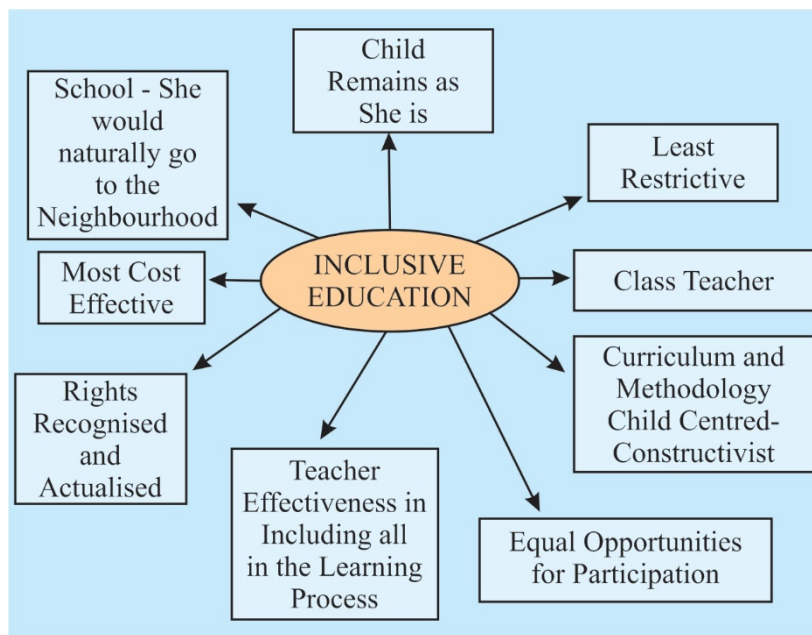 Child
Remains as
She is
School - She
would
naturally go
to the
Neighbourhood
Least
Restrictive
INCLUSIVE
EDUCATION
Most Cost
Effective
Class Teacher
Rights
Recognised
and
Actualised
Curriculum and
Methodology
Child Centred-
Constructivist
Teacher
Effectiveness in
Including all
in the Learning
Process
Equal Opportunities
for Participation